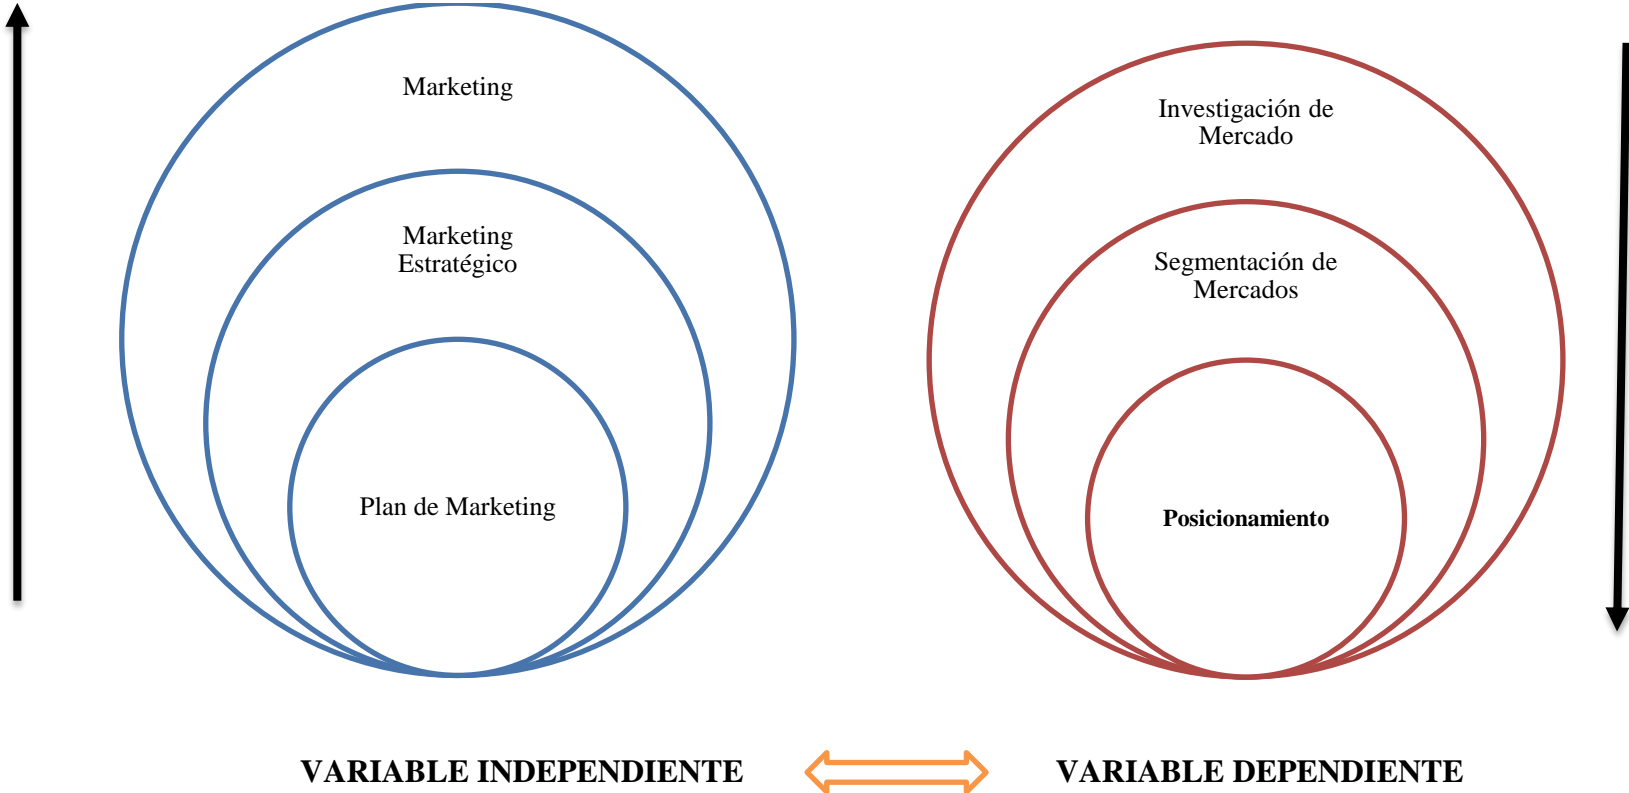 Marketing
Marketing
Estratégico
Plan de Marketing
Investigación de
Mercado
Segmentación de
Mercados
Posicionamiento
VARIABLE INDEPENDIENTE
VARIABLE DEPENDIENTE